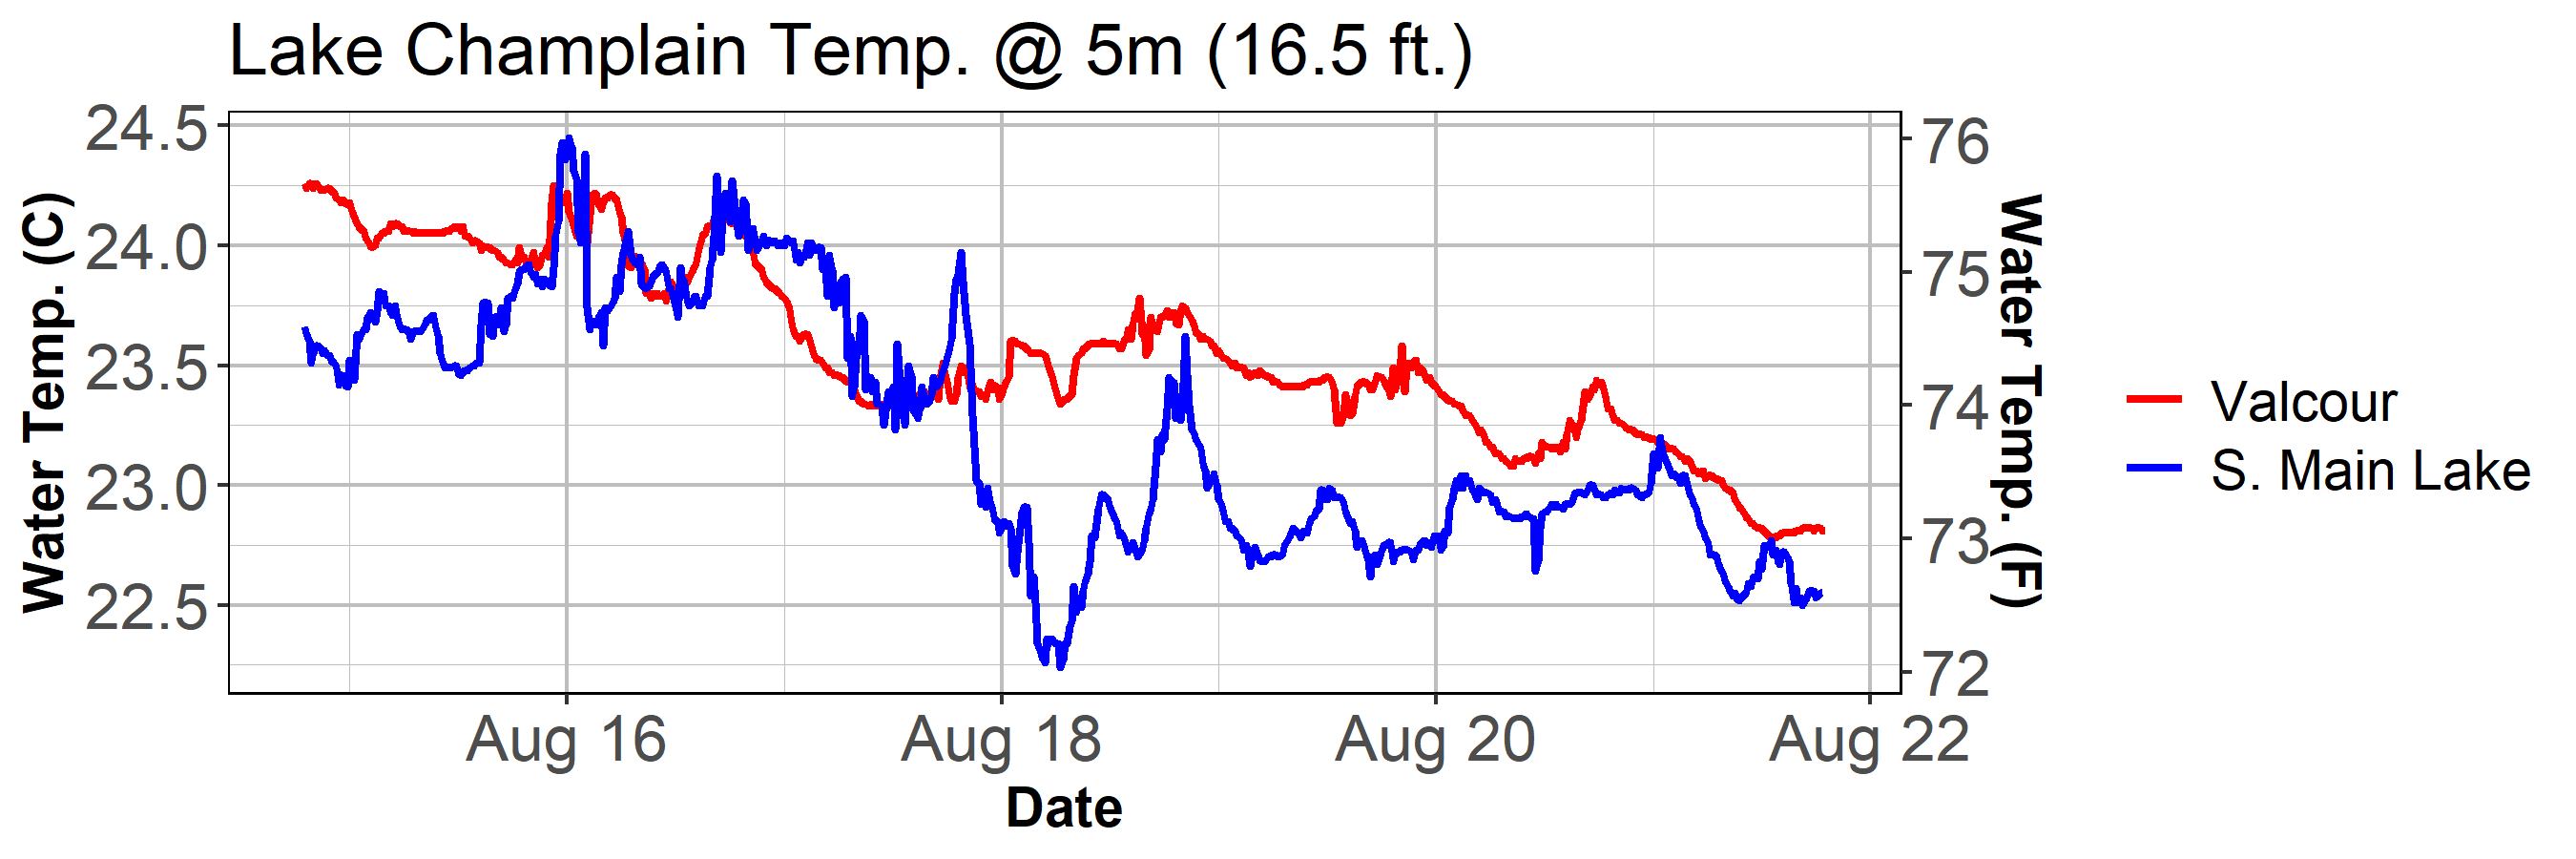 Lake Champlain Temp. @ 5m (16.5 ft.)
Water Temp. (C)
24.5
24.0
23.5
23.0
22.5
76
75
74
73
72
Water Temp. (F)
Aug 16
Aug 18
Aug 20
Aug 22
Date
Valcour
S. Main Lake